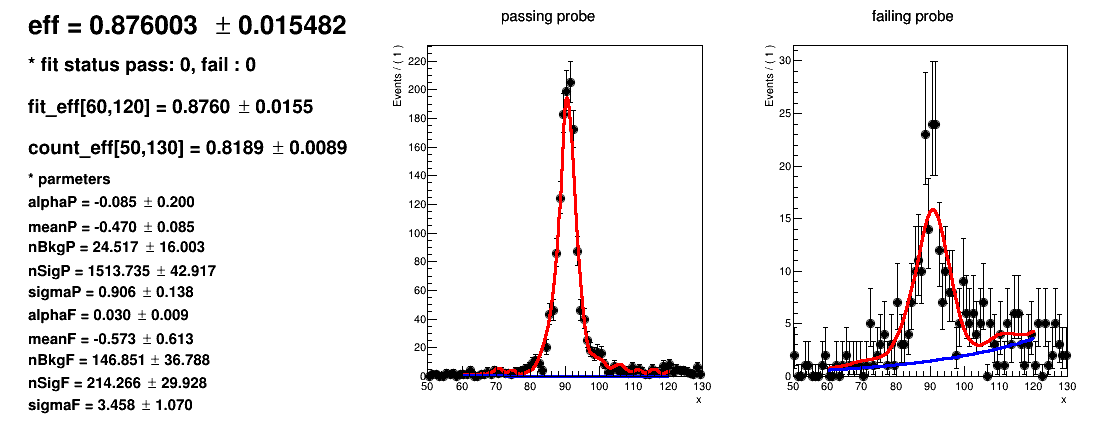 eff = 0.876003 ± 0.015482
* fit status pass: 0, fail : 0
fit_eff[60,120] = 0.8760 ± 0.0155
count_eff[50,130] = 0.8189 ± 0.0089
* parmeters
alphaP = -0.085 ± 0.200
meanP = -0.470 ± 0.085
nBkgP = 24.517 ± 16.003
nSigP = 1513.735 ± 42.917
sigmaP = 0.906 ± 0.138
alphaF = 0.030 ± 0.009
meanF = -0.573 ± 0.613
nBkgF = 146.851 ± 36.788
nSigF = 214.266 ± 29.928
sigmaF = 3.458 ± 1.070
passing probe
Events / ( 1 )
220
200
180
160
140
120
100
80
60
40
20
0
50 60 70 80 90 100 110 120 130
x
failing probe
Events / ( 1 )
30
25
20
15
10
5
0
50 60 70 80 90 100 110 120 130
x